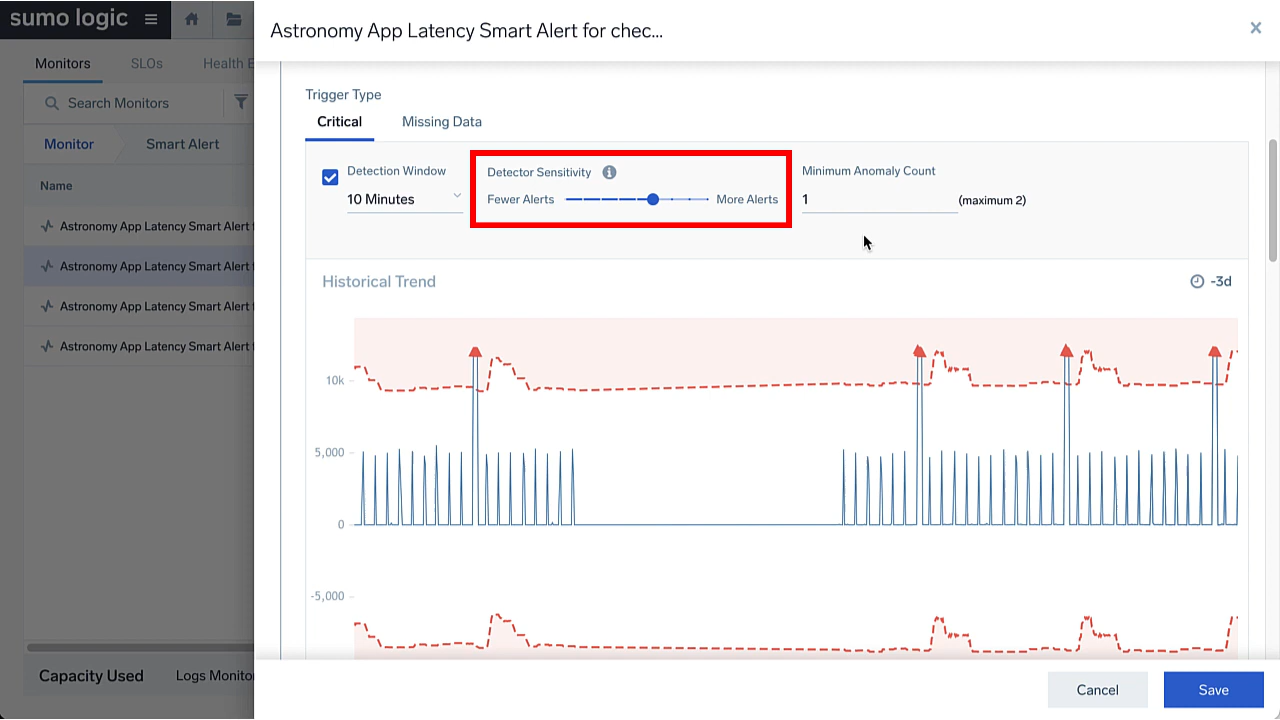 sumo logic
Astronomy App Latency Smart Alert for chec...
Monitors
SLOs
Health E
Search Monitors
Monitor
Smart Alert
Name
Astronomy App Latency Smart Alert f
Astronomy App Latency Smart Alert f
Astronomy App Latency Smart Alert f
Astronomy App Latency Smart Alert f
Capacity Used
Logs Monitor
Trigger Type
Critical
Missing Data
Detection Window
10 Minutes
Detector Sensitivity
Fewer Alerts
More Alerts
Minimum Anomaly Count
1
(maximum 2)
Historical Trend
-3d
10k
5,000
0
-5,000
Cancel
Save